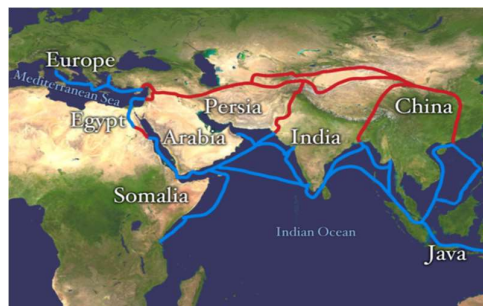 Europe
Mediterranean Sea
Egypt
Arabia
Persia
India
China
Somalia
Indian Ocean
Java